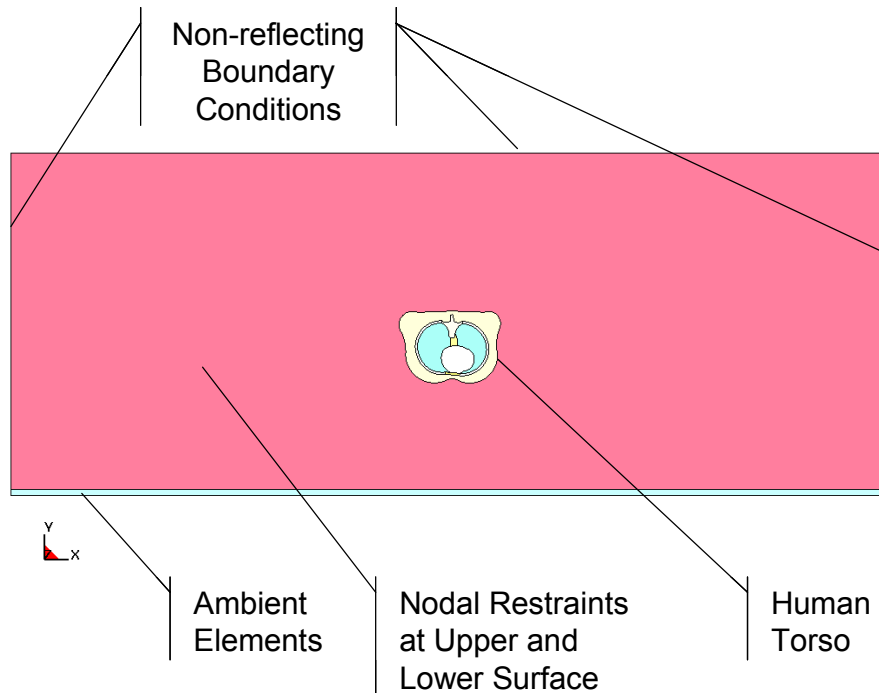 Non-reflecting
Boundary
Conditions
Y
Z
X
Ambient
Elements
Nodal Restraints
at Upper and
Lower Surface
Human
Torso